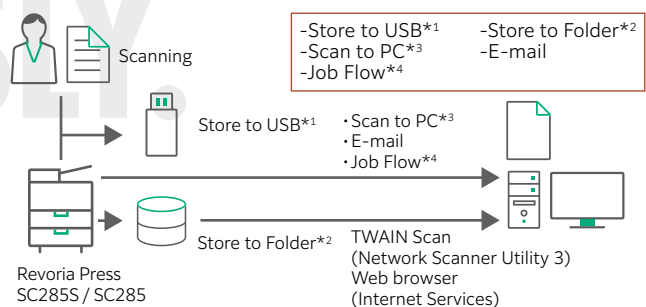 -Store to USB*1 -Store to Folder*2
-Scan to PC*3 -E-mail
-Job Flow*4
Scanning
Store to USB*1
・Scan to PC*3
・E-mail
・Job Flow*4
Store to Folder*2
TWAIN Scan
(Network Scanner Utility 3)
Web browser
(Internet Services)
Revoria Press
SC285S / SC285